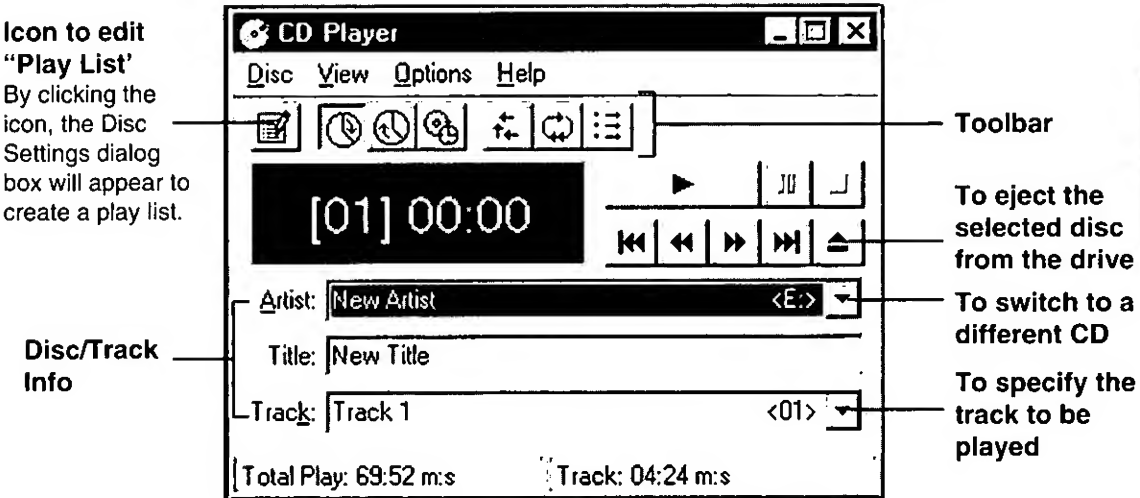 Icon to edit
“Play List'
By clicking the
icon, the Disc
Settings dialog
box will appear to
create a play list.
CD Player
Disc View Options Help
Toolbar
[01] 00:00
To eject the
selected disc
from the drive
Artist: New Artist <E:>
To switch to a
different CD
Disc/Track
Info
Title: New Title
Track: Track 1 <01>
To specify the
track to be
played
Total Play: 69:52 m:s Track: 04:24 m:s